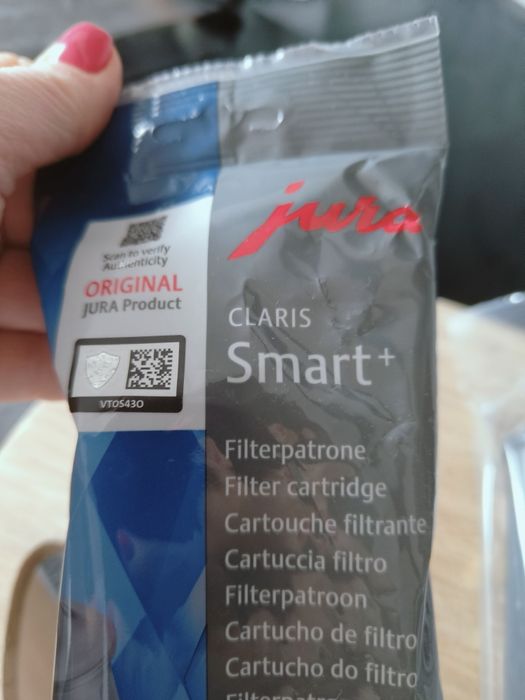 jura
Scan to verify
Authenticity
ORIGINAL
JURA Product
VTOS43O
CLARIS
Smart+
Filterpatrone
Filter cartridge
Cartouche filtrante
Cartuccia filtro
Filterpatroon
Cartucho de filtro
Cartucho do filtro